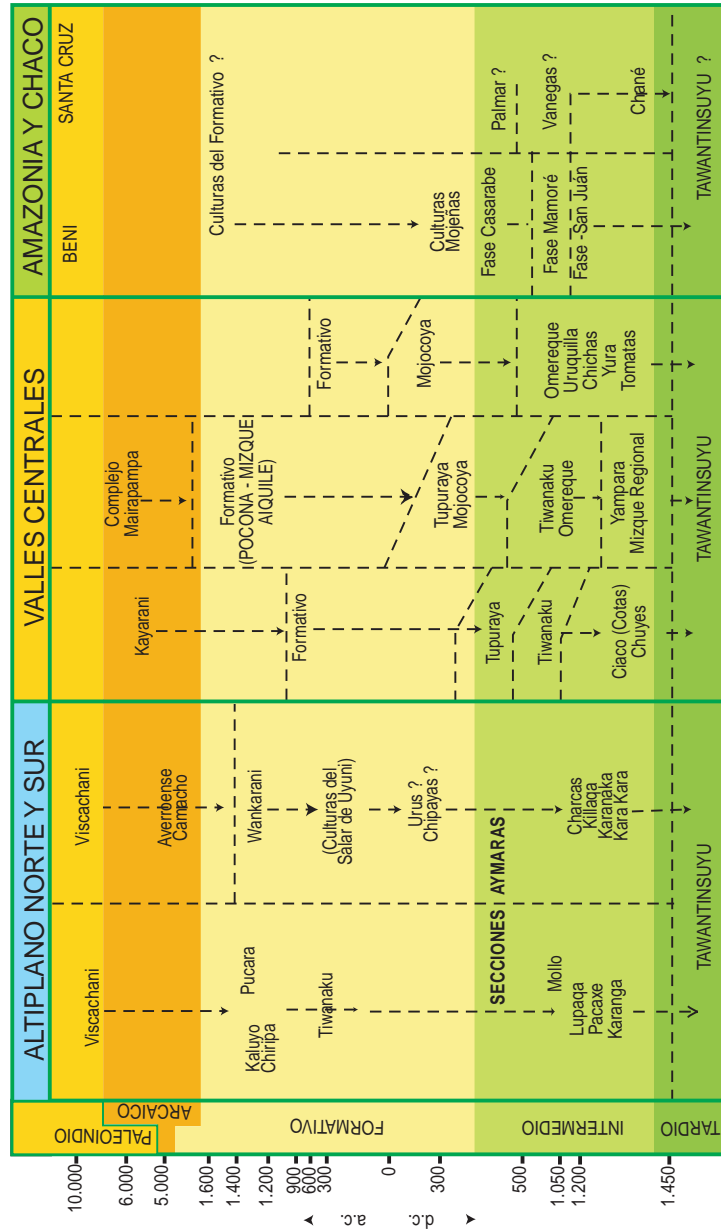 ALTIPLANO NORTE Y SUR
VALLES CENTRALES
AMAZONIA Y CHACO
BENI
SANTA CRUZ
10.000
6.000
5.000
1.600
1.400
1.200
900
600
300
0
300
500
1.050
1.200
1.450
a.c.
d.c.
PALEOINDIO
ARCAICO
FORMATIVO
INTERMEDIO
TARDIO
Viscachani
Kaluyo
Chiripa
Pucara
Tiwanaku
Mollo
Lupaqa
Pacaxe
Karanga
Viscachani
Averroense
Camacho
Wankarani
(Culturas del
Salar de Uyuni)
Urus ?
Chipayas ?
SECCIONES AYMARAS
Charcas
Killaqa
Karanaka
Kara Kara
TAWANTINSUYU
Kayarani
Formativo
Tupuraya
Tiwanaku
Ciaco (Cotas)
Chuyes
Complejo
Mairapampa
Formativo
(POCONA - MIZQUE
AIQUILE)
Tupuraya
Mojocoya
Tiwanaku
Omereque
Yampara
Mizque Regional
Formativo
Mojocoya
Omereque
Uruquilla
Chichas
Yura
Tomatas
TAWANTINSUYU
Culturas del Formativo ?
Culturas
Mojeñas
Fase Casarabe
Fase Mamoré
Fase -San Juán
Palmar ?
Vanegas ?
Chané
TAWANTINSUYU ?